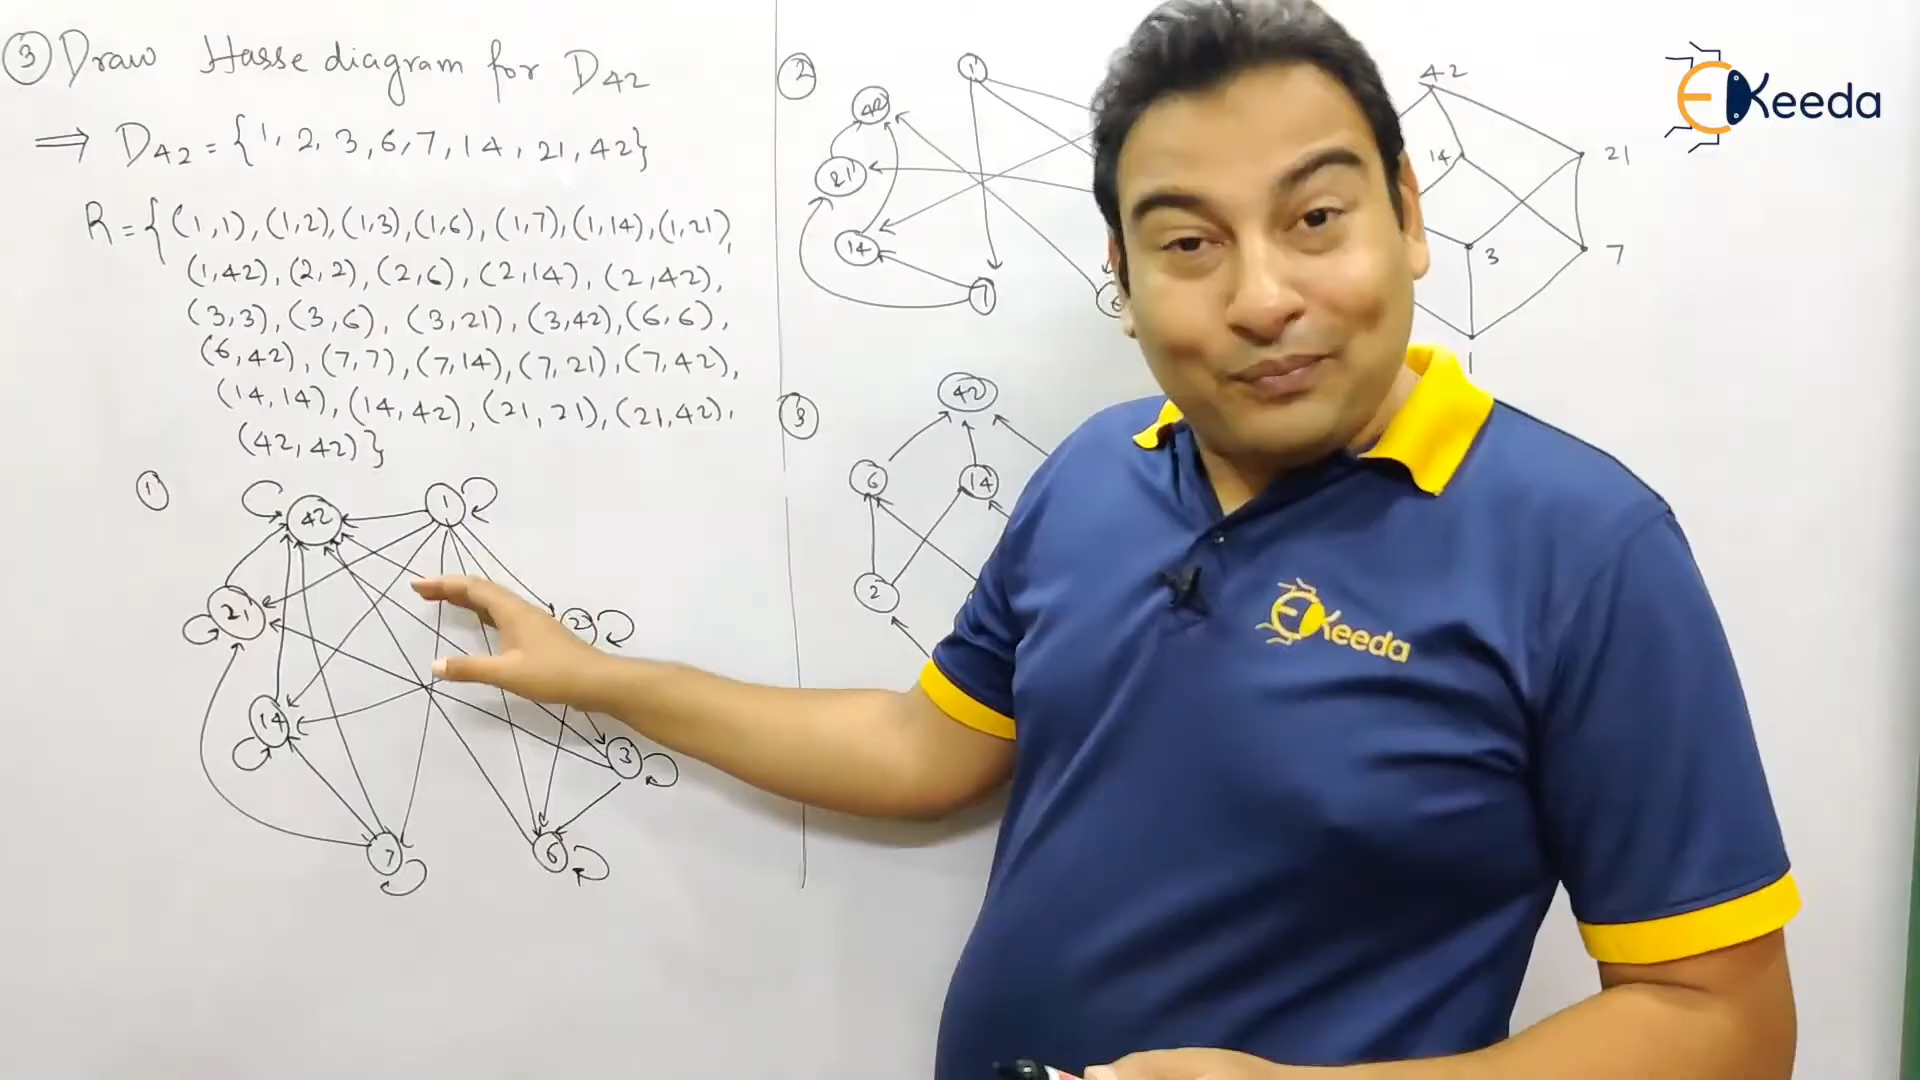 ③ Draw Hasse diagram for D42
⇒ D42 = {1, 2, 3, 6, 7, 14, 21, 42}
R = {(1,1), (1,2), (1,3), (1,6), (1,7), (1,14), (1,21),
(1,42), (2,2), (2,6), (2,14), (2,42),
(3,3), (3,6), (3,21), (3,42), (6,6),
(6,42), (7,7), (7,14), (7,21), (7,42),
(14,14), (14,42), (21,21), (21,42),
(42,42)}
①
42 1
21 2
14 3
7 6
②
1
42
21
14
7
6
③
42
6 14
2
42
14 21
3 7
1
EKeeda
EKeeda